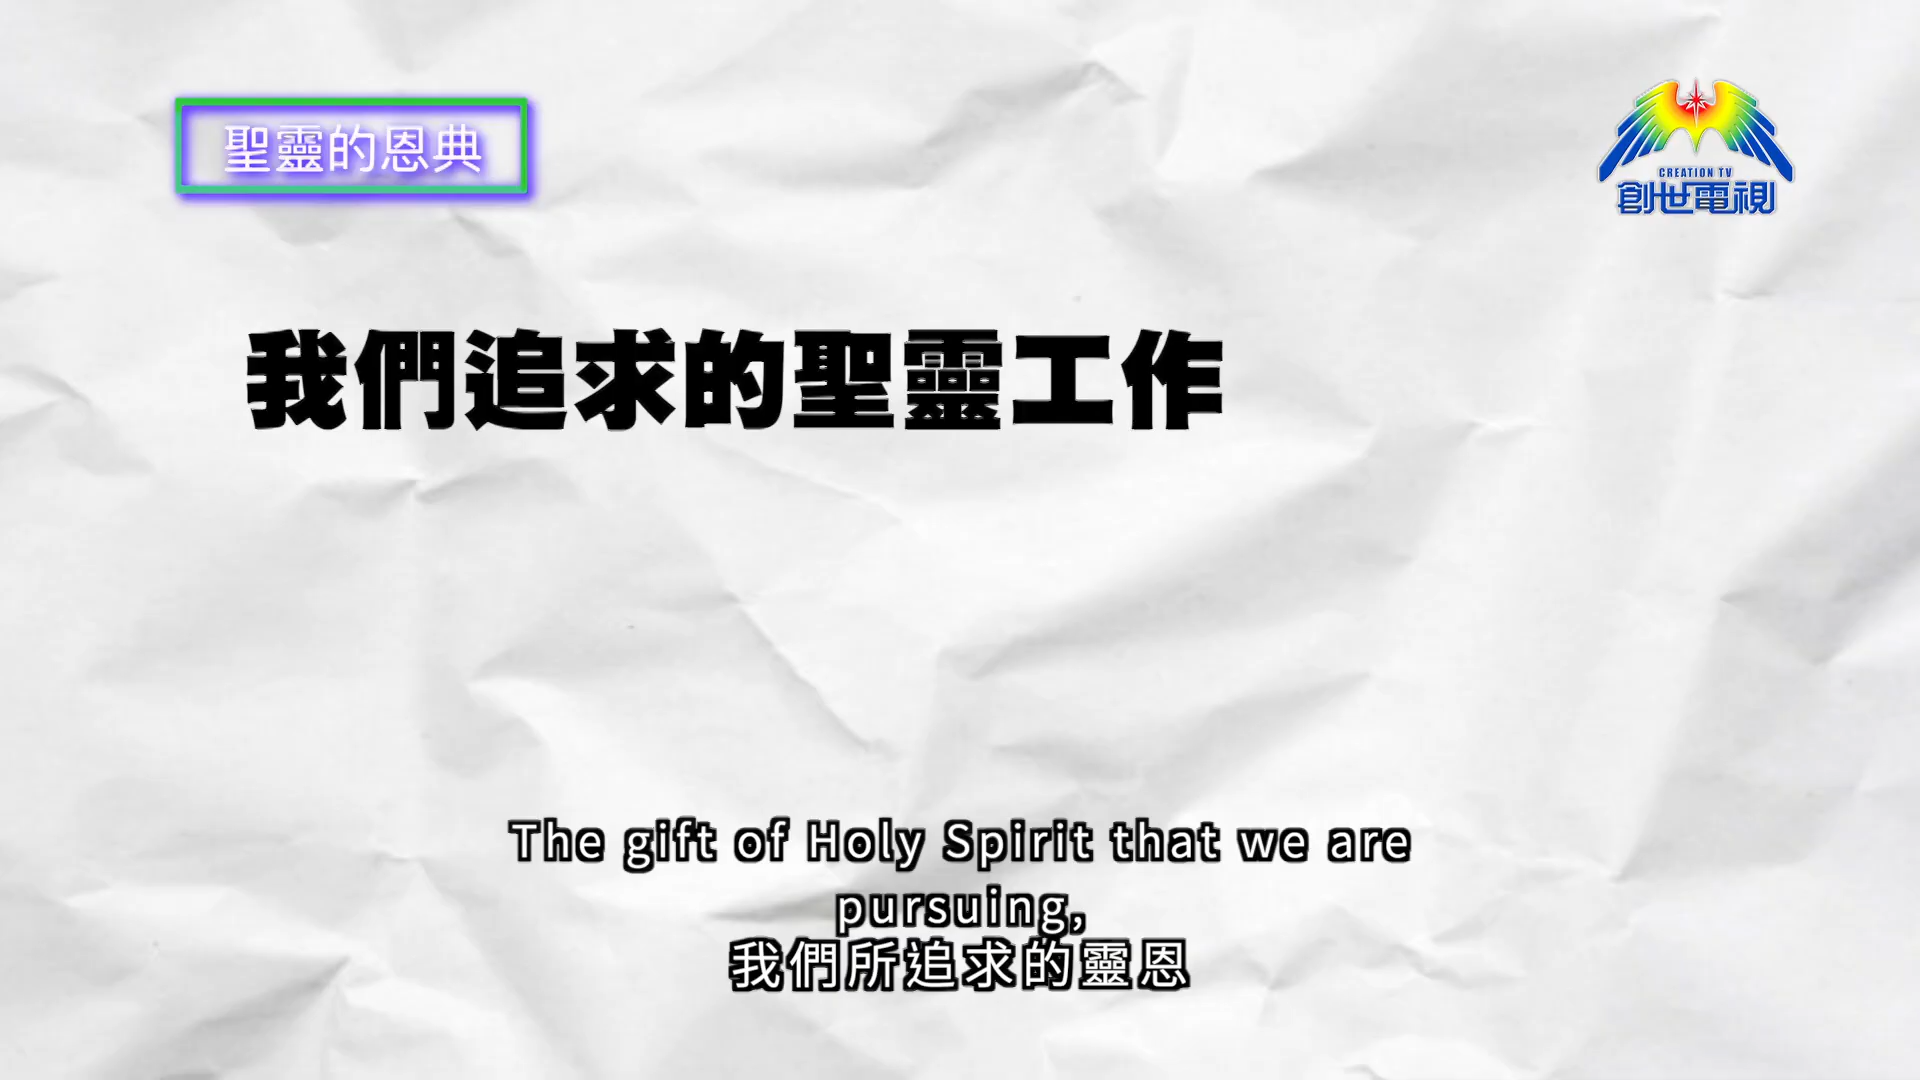 聖靈的恩典
CREATION TV
創世電視
我們追求的聖靈工作
The gift of Holy Spirit that we are
pursuing,
我們所追求的靈恩